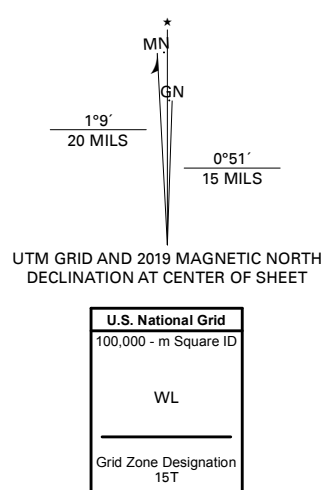 MN
GN
1°9´
20 MILS
0°51´
15 MILS
UTM GRID AND 2019 MAGNETIC NORTH
DECLINATION AT CENTER OF SHEET
U.S. National Grid
100,000 - m Square ID
WL
Grid Zone Designation
15T